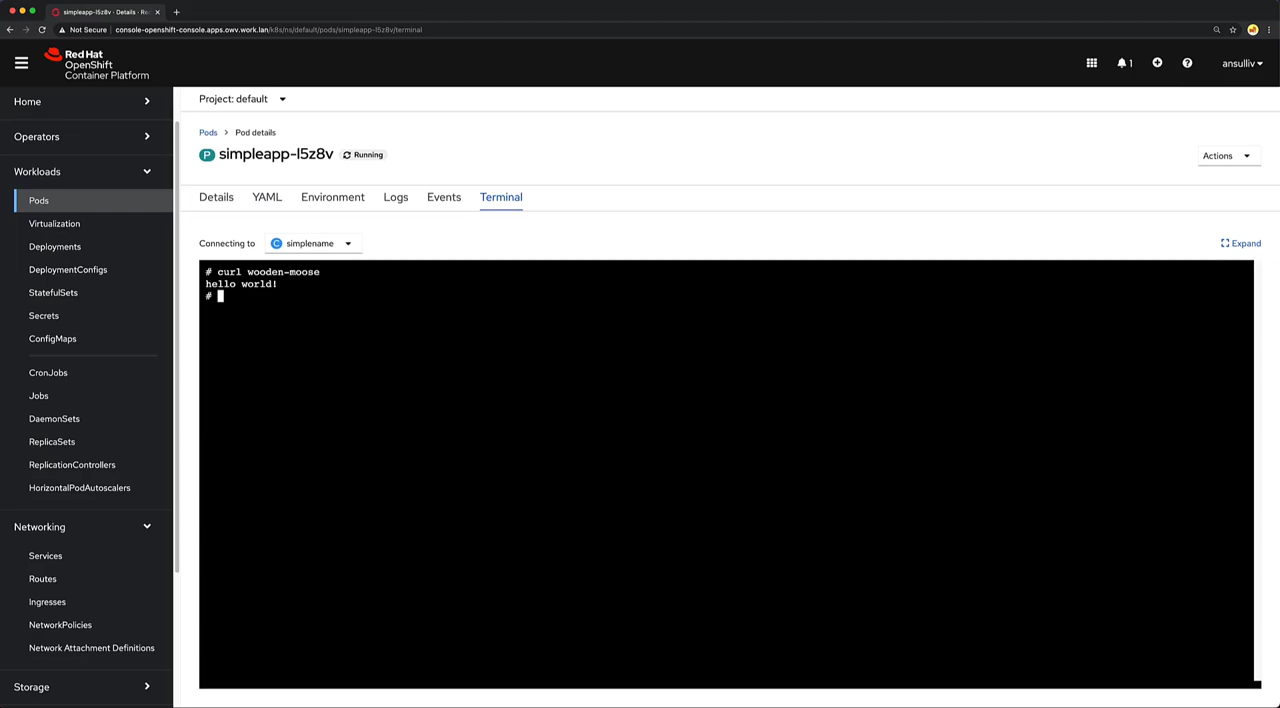 simpleapp-l5z8v · Details · Re
Not Secure | console-openshift-console.apps.owv.work.lan/k8s/ns/default/pods/simpleapp-l5z8v/terminal
Red Hat
OpenShift
Container Platform
1
ansulliv
Home
Operators
Workloads
Pods
Virtualization
Deployments
DeploymentConfigs
StatefulSets
Secrets
ConfigMaps
CronJobs
Jobs
DaemonSets
ReplicaSets
ReplicationControllers
HorizontalPodAutoscalers
Networking
Services
Routes
Ingresses
NetworkPolicies
Network Attachment Definitions
Storage
Project: default
Pods > Pod details
P simpleapp-l5z8v Running
Actions
Details YAML Environment Logs Events Terminal
Connecting to C simplename
Expand
# curl wooden-moose
hello world!
#